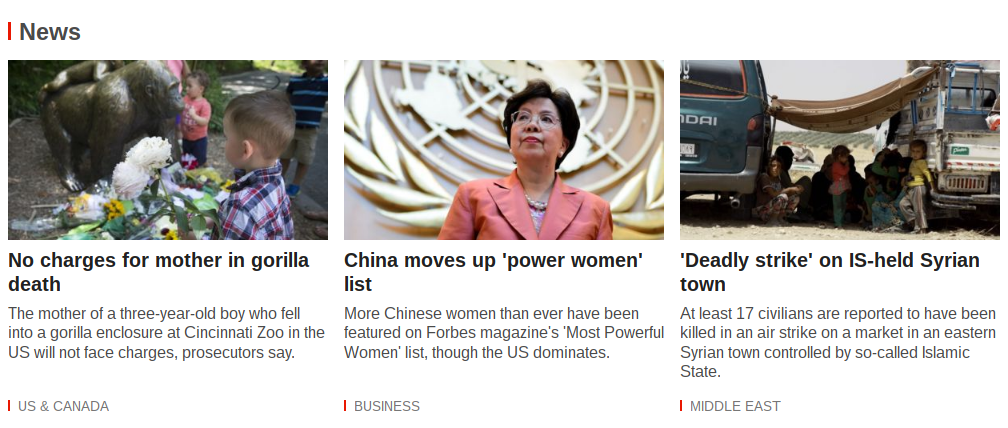 News
No charges for mother in gorilla
death
The mother of a three-year-old boy who fell
into a gorilla enclosure at Cincinnati Zoo in the
US will not face charges, prosecutors say.
US & CANADA
China moves up 'power women'
list
More Chinese women than ever have been
featured on Forbes magazine's 'Most Powerful
Women' list, though the US dominates.
BUSINESS
HYUNDAI
'Deadly strike' on IS-held Syrian
town
At least 17 civilians are reported to have been
killed in an air strike on a market in an eastern
Syrian town controlled by so-called Islamic
State.
MIDDLE EAST